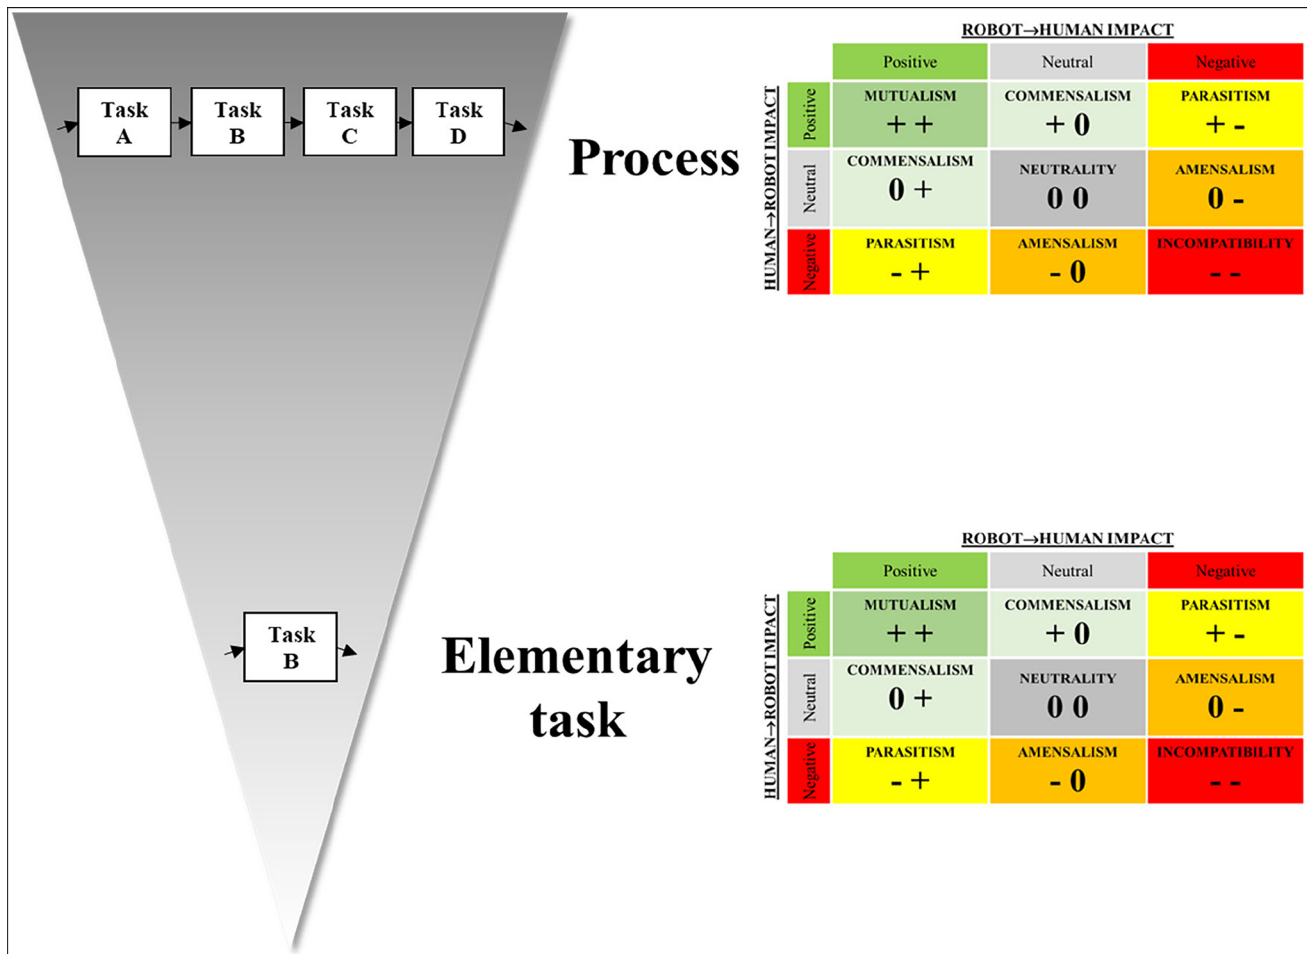 Task
A
Task
B
Task
C
Task
D
Process
ROBOT→HUMAN IMPACT
HUMAN→ROBOT IMPACT
Positive
Neutral
Negative
Positive
MUTUALISM
+ +
COMMENSALISM
+ 0
PARASITISM
+ -
Neutral
COMMENSALISM
0 +
NEUTRALITY
0 0
AMENSALISM
0 -
Negative
PARASITISM
- +
AMENSALISM
- 0
INCOMPATIBILITY
- -
Task
B
Elementary
task
ROBOT→HUMAN IMPACT
HUMAN→ROBOT IMPACT
Positive
Neutral
Negative
Positive
MUTUALISM
+ +
COMMENSALISM
+ 0
PARASITISM
+ -
Neutral
COMMENSALISM
0 +
NEUTRALITY
0 0
AMENSALISM
0 -
Negative
PARASITISM
- +
AMENSALISM
- 0
INCOMPATIBILITY
- -